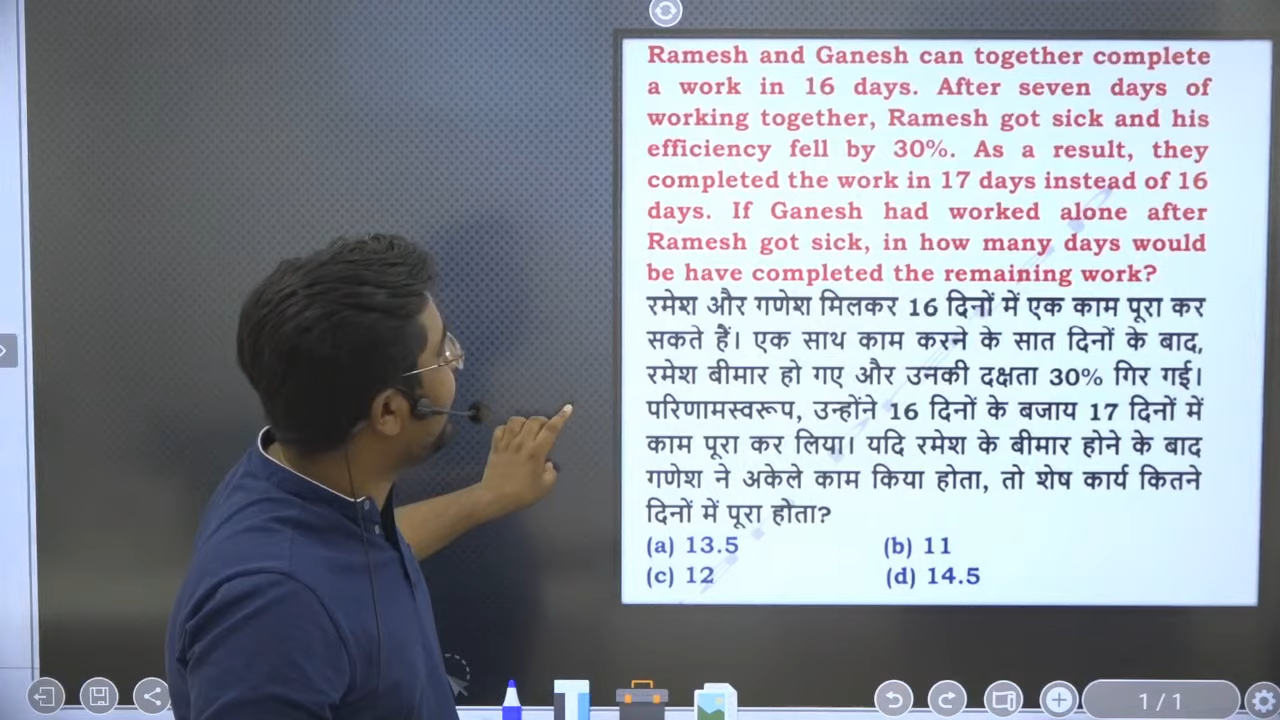 Ramesh and Ganesh can together complete
a work in 16 days. After seven days of
working together, Ramesh got sick and his
efficiency fell by 30%. As a result, they
completed the work in 17 days instead of 16
days. If Ganesh had worked alone after
Ramesh got sick, in how many days would
be have completed the remaining work?
रमेश और गणेश मिलकर 16 दिनों में एक काम पूरा कर
सकते हैं। एक साथ काम करने के सात दिनों के बाद,
रमेश बीमार हो गए और उनकी दक्षता 30% गिर गई।
परिणामस्वरूप, उन्होंने 16 दिनों के बजाय 17 दिनों में
काम पूरा कर लिया। यदि रमेश के बीमार होने के बाद
गणेश ने अकेले काम किया होता, तो शेष कार्य कितने
दिनों में पूरा होता?
(a) 13.5 (b) 11
(c) 12 (d) 14.5
1 / 1